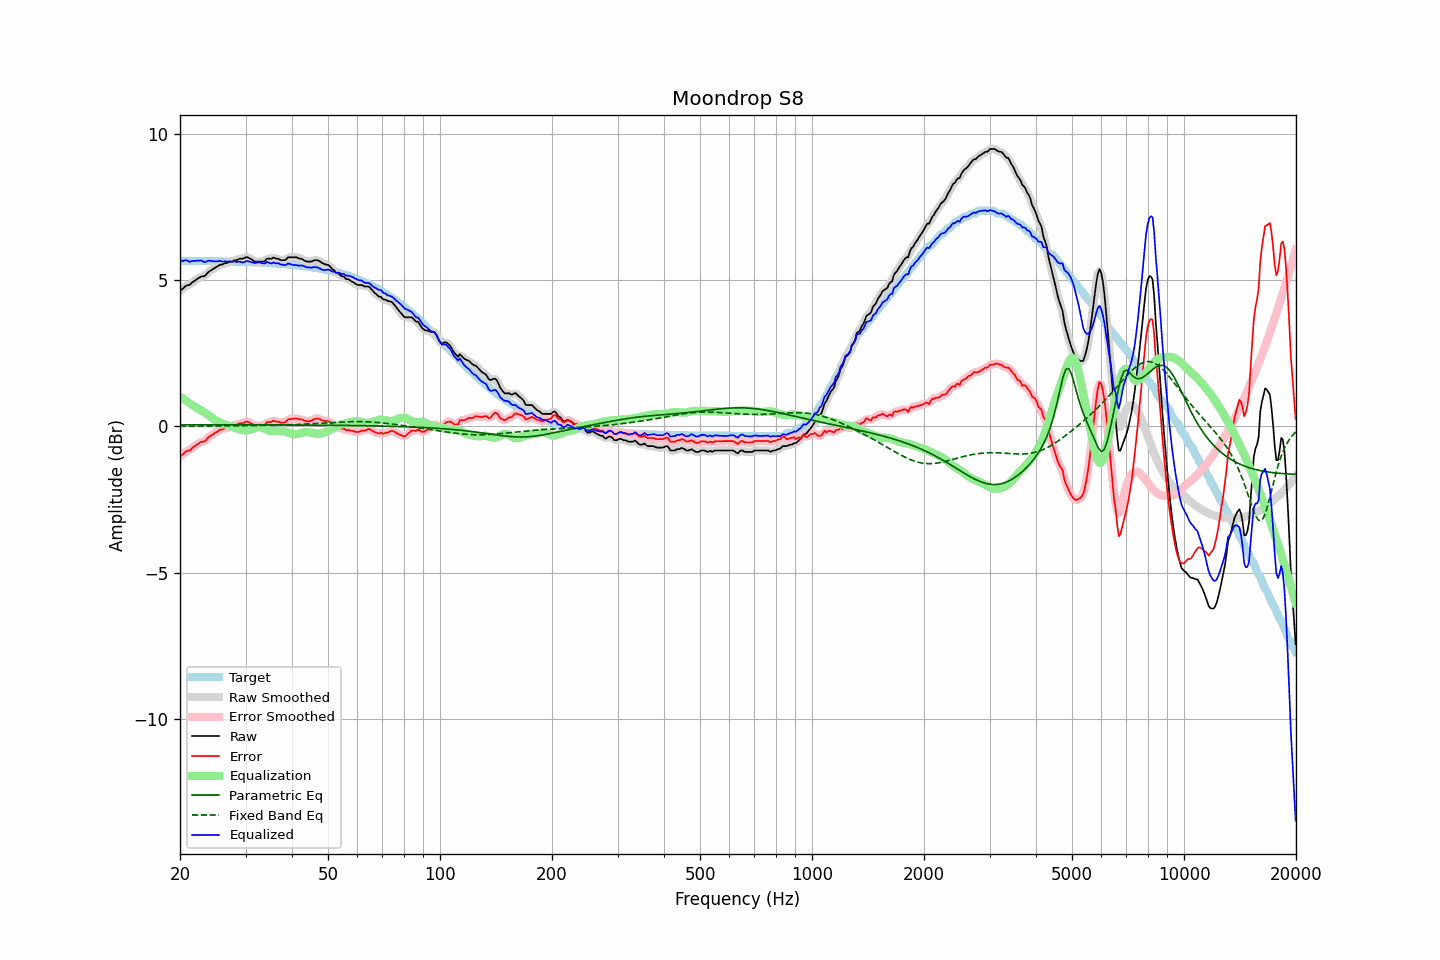 Moondrop S8
10
5
0
−5
−10
Amplitude (dBr)
Target
Raw Smoothed
Error Smoothed
Raw
Error
Equalization
Parametric Eq
Fixed Band Eq
Equalized
20 50 100 200 500 1000 2000 5000 10000 20000
Frequency (Hz)